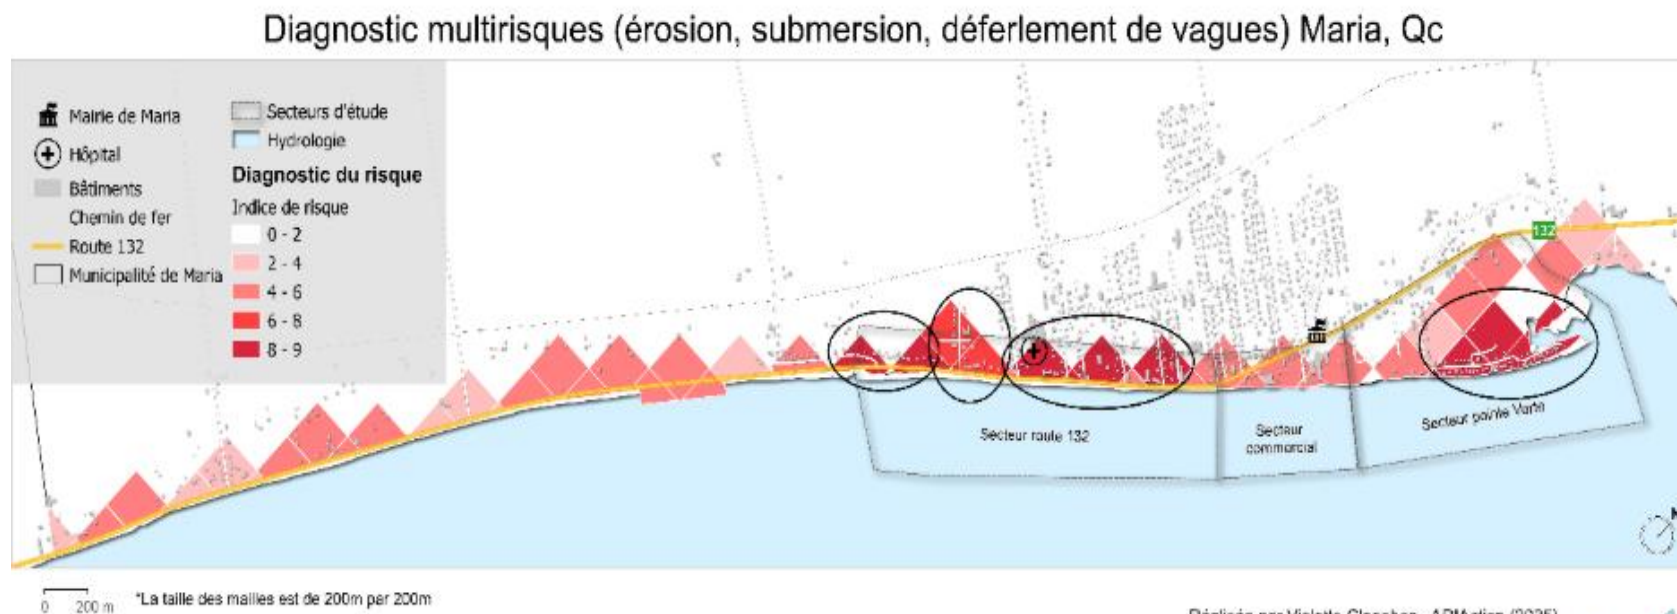 Diagnostic multirisques (érosion, submersion, déferlement de vagues) Maria, Qc
Mairie de Maria
Hôpital
Bâtiments
Chemin de fer
Route 132
Municipalité de Maria
Secteurs d'étude
Hydrologie
Diagnostic du risque
Indice de risque
0 - 2
2 - 4
4 - 6
6 - 8
8 - 9
132
Secteur route 132
Secteur
commercial
Secteur pointe Verte
0 200 m
*La taille des mailles est de 200m par 200m